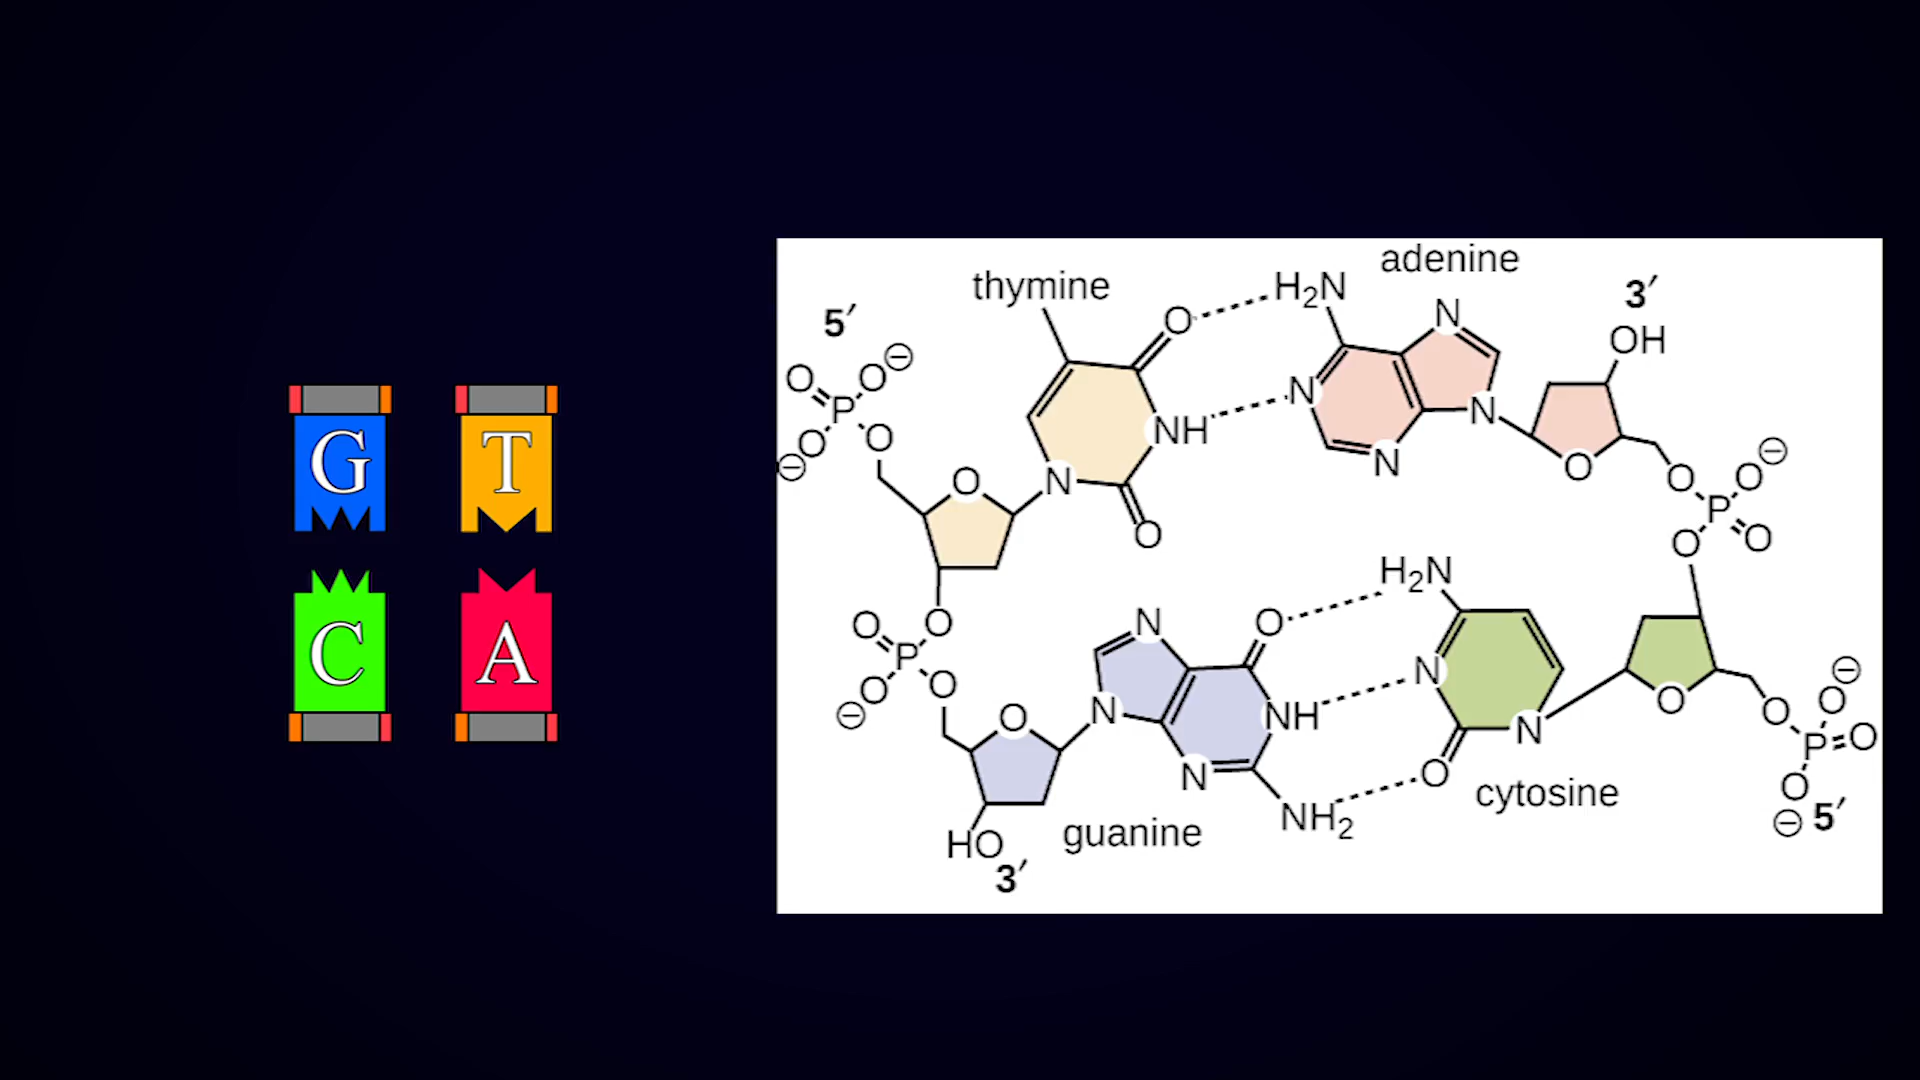 G T
C A
adenine
thymine
H₂N
3′
5′
O
N
OH
O
O⊖
N
P
NH
N
O
O
⊖
N
O
O
N
O
O⊖
P
O
O
O
H₂N
N
O
O
O
P
N
O
O⊖
⊖
N
O
O
NH
N
O
P
O
N
O
O
cytosine
NH₂
5′
⊖
guanine
HO
3′